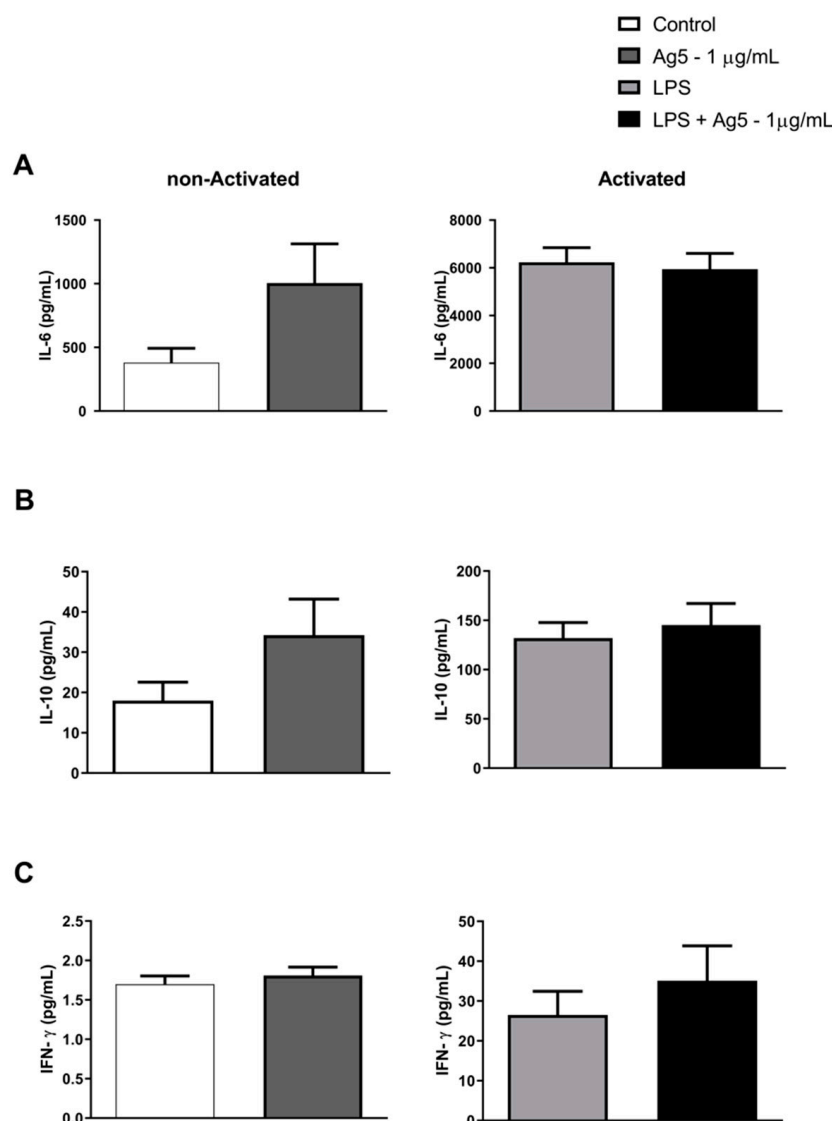 Control
Ag5 - 1 μg/mL
LPS
LPS + Ag5 - 1μg/mL
A
non-Activated
Activated
IL-6 (pg/mL)
1500
1000
500
0
IL-6 (pg/mL)
8000
6000
4000
2000
0
B
IL-10 (pg/mL)
50
40
30
20
10
0
IL-10 (pg/mL)
200
150
100
50
0
C
IFN- γ (pg/mL)
2.5
2.0
1.5
1.0
0.5
0.0
IFN- γ (pg/mL)
50
40
30
20
10
0